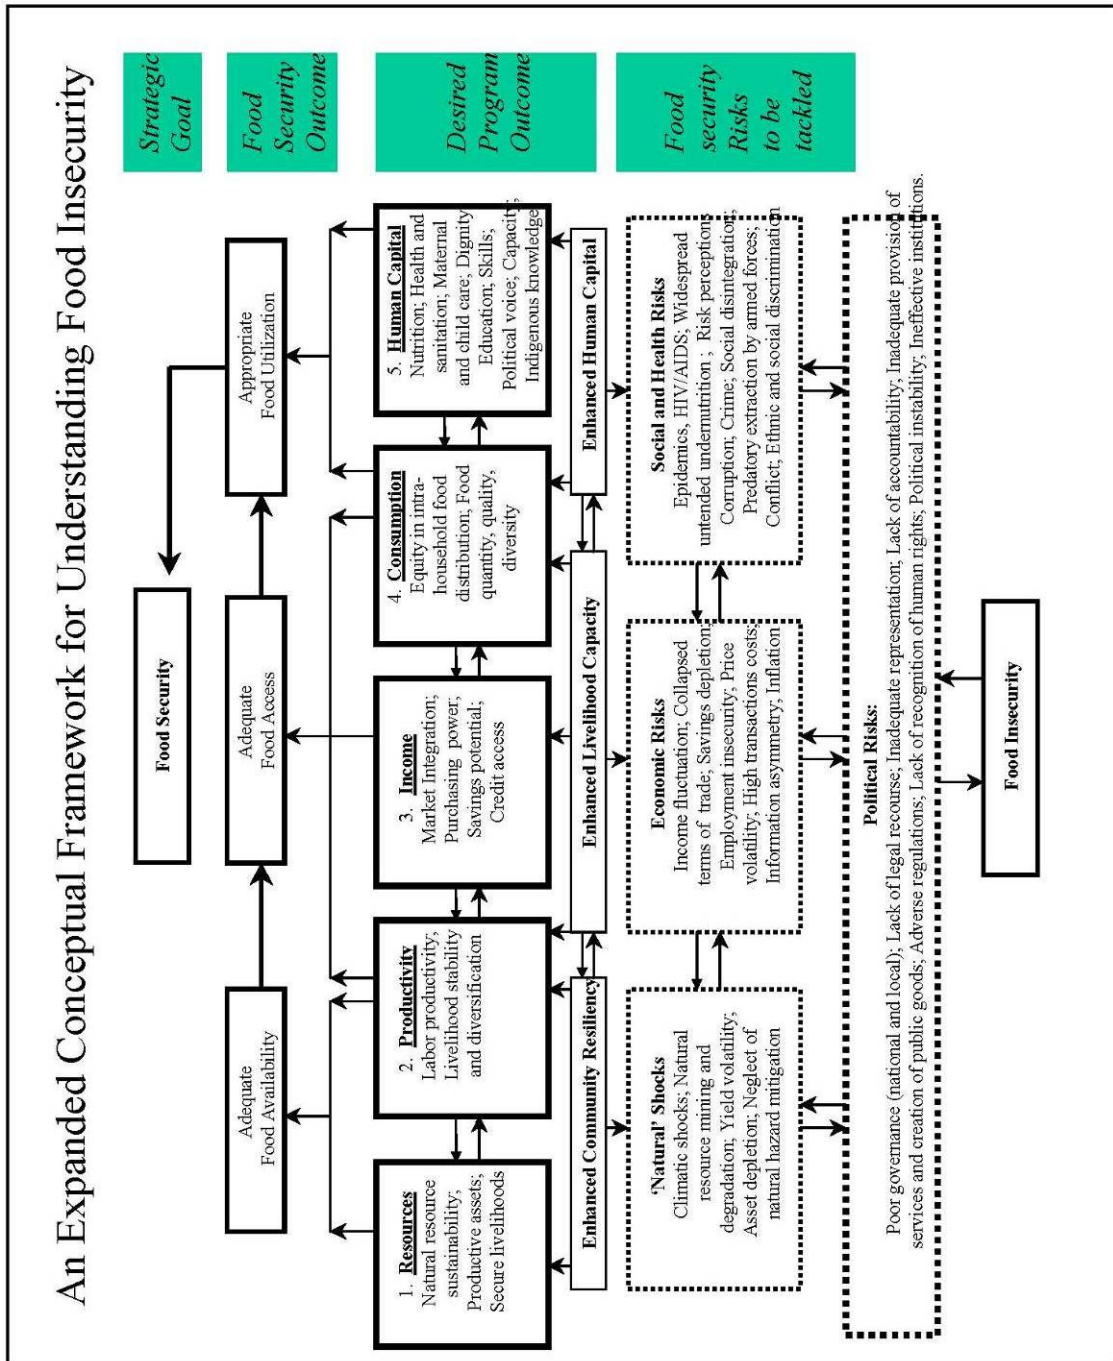 An Expanded Conceptual Framework for Understanding Food Insecurity
Strategic
Goal
Food Security
Food
Security
Outcome
Adequate
Food Availability
Adequate
Food Access
Appropriate
Food Utilization
Desired
Program
Outcome
1. Resources
Natural resource
sustainability;
Productive assets;
Secure livelihoods
2. Productivity
Labor productivity;
Livelihood stability
and diversification
3. Income
Market Integration;
Purchasing power;
Savings potential;
Credit access
4. Consumption
Equity in intra-
household food
distribution; Food
quantity, quality,
diversity
5. Human Capital
Nutrition; Health and
sanitation; Maternal
and child care; Dignity
Education; Skills;
Political voice; Capacity;
Indigenous knowledge
Enhanced Community Resiliency
Enhanced Livelihood Capacity
Enhanced Human Capital
Food
security
Risks
to be
tackled
'Natural' Shocks
Climatic shocks; Natural
resource mining and
degradation; Yield volatility;
Asset depletion; Neglect of
natural hazard mitigation
Economic Risks
Income fluctuation; Collapsed
terms of trade; Savings depletion;
Employment insecurity; Price
volatility; High transactions costs;
Information asymmetry; Inflation
Social and Health Risks
Epidemics, HIV/AIDS; Widespread
untended undernutrition ; Risk perceptions
Corruption; Crime; Social disintegration;
Predatory extraction by armed forces;
Conflict; Ethnic and social discrimination
Political Risks:
Poor governance (national and local); Lack of legal recourse; Inadequate representation; Lack of accountability; Inadequate provision of
services and creation of public goods; Adverse regulations; Lack of recognition of human rights; Political instability; Ineffective institutions.
Food Insecurity